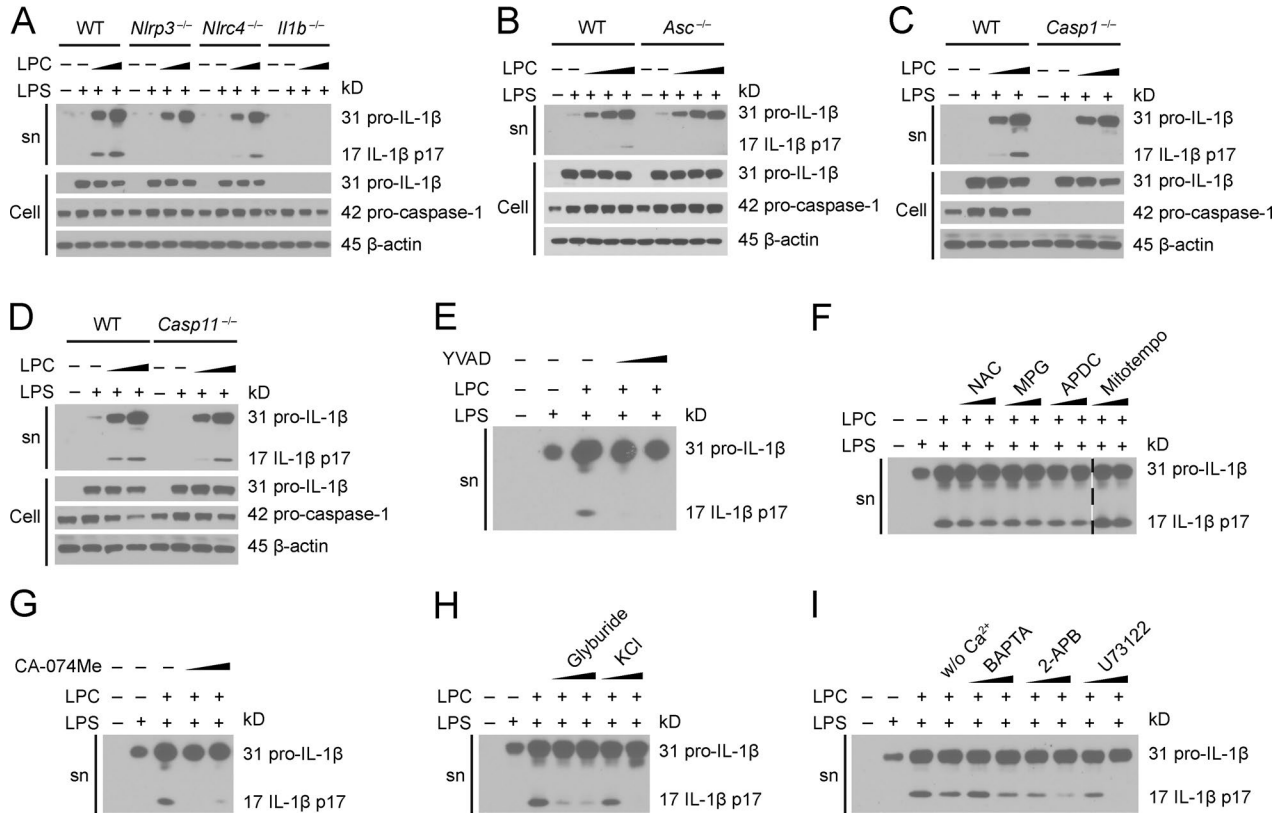 A
WT Nlrp3–/– Nlrc4–/– Il1b–/–
LPC – – – – – – – –
LPS – + + + – + + + – + + + + + + + kD
sn
31 pro-IL-1β
17 IL-1β p17
Cell
31 pro-IL-1β
42 pro-caspase-1
45 β-actin
B
WT Asc–/–
LPC – – – –
LPS – + + + + – + + + + kD
sn
31 pro-IL-1β
17 IL-1β p17
Cell
31 pro-IL-1β
42 pro-caspase-1
45 β-actin
C
WT Casp1–/–
LPC – – – –
LPS – + + + – + + + kD
sn
31 pro-IL-1β
17 IL-1β p17
Cell
31 pro-IL-1β
42 pro-caspase-1
45 β-actin
D
WT Casp11–/–
LPC – – – –
LPS – + + + – + + + kD
sn
31 pro-IL-1β
17 IL-1β p17
Cell
31 pro-IL-1β
42 pro-caspase-1
45 β-actin
E
YVAD – – –
LPC – – + + +
LPS – + + + + kD
sn
31 pro-IL-1β
17 IL-1β p17
F
NAC MPG APDC Mitotempo
LPC – – + + + + + + + + +
LPS – + + + + + + + + + + kD
sn
31 pro-IL-1β
17 IL-1β p17
G
CA-074Me – – –
LPC – – + + +
LPS – + + + + kD
sn
31 pro-IL-1β
17 IL-1β p17
H
Glyburide KCl
LPC – – + + + + +
LPS – + + + + + + kD
sn
31 pro-IL-1β
17 IL-1β p17
I
w/o Ca2+ BAPTA 2-APB U73122
LPC – – + + + + + + + +
LPS – + + + + + + + + + kD
sn
31 pro-IL-1β
17 IL-1β p17